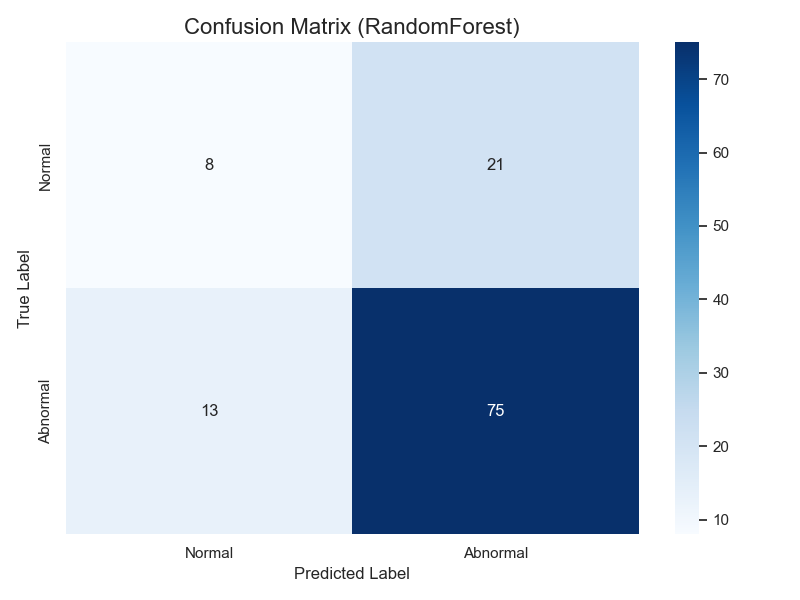 Confusion Matrix (RandomForest)
True Label
Normal
8
21
Abnormal
13
75
Normal
Abnormal
Predicted Label
70
60
50
40
30
20
10